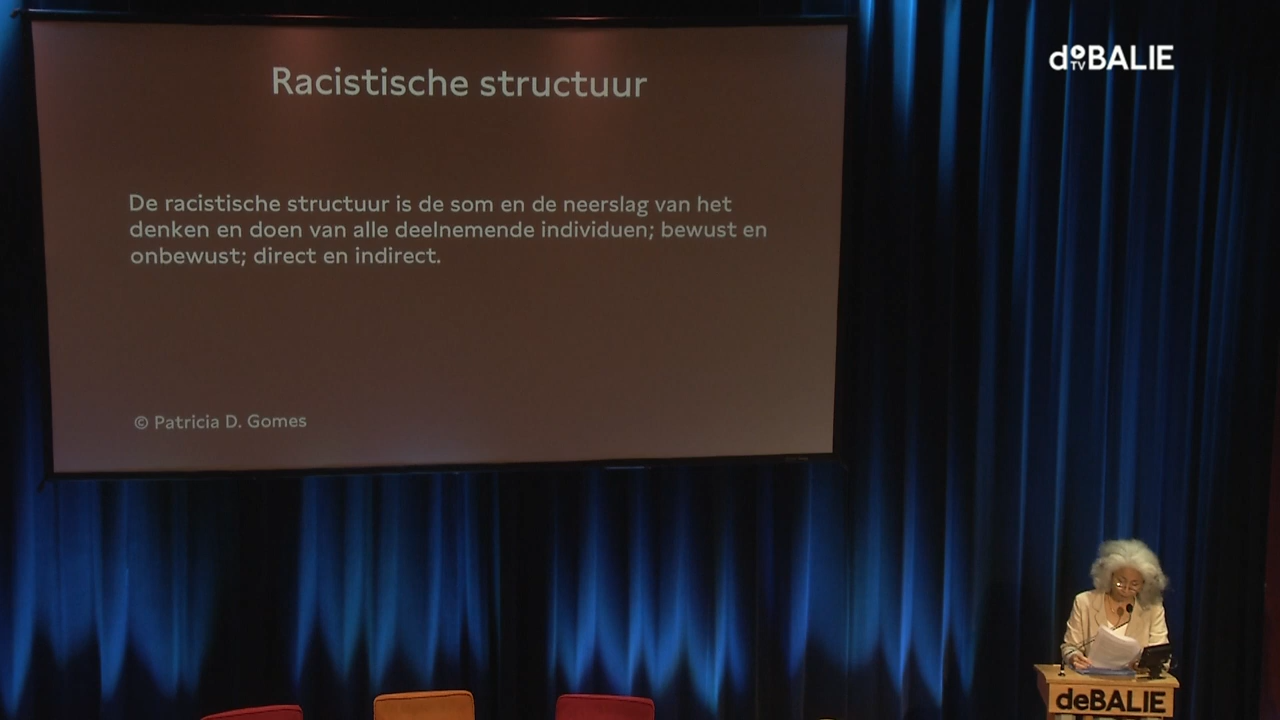 Racistische structuur
De racistische structuur is de som en de neerslag van het
denken en doen van alle deelnemende individuen; bewust en
onbewust; direct en indirect.
© Patricia D. Gomes
deBALIE
TV
deBALIE